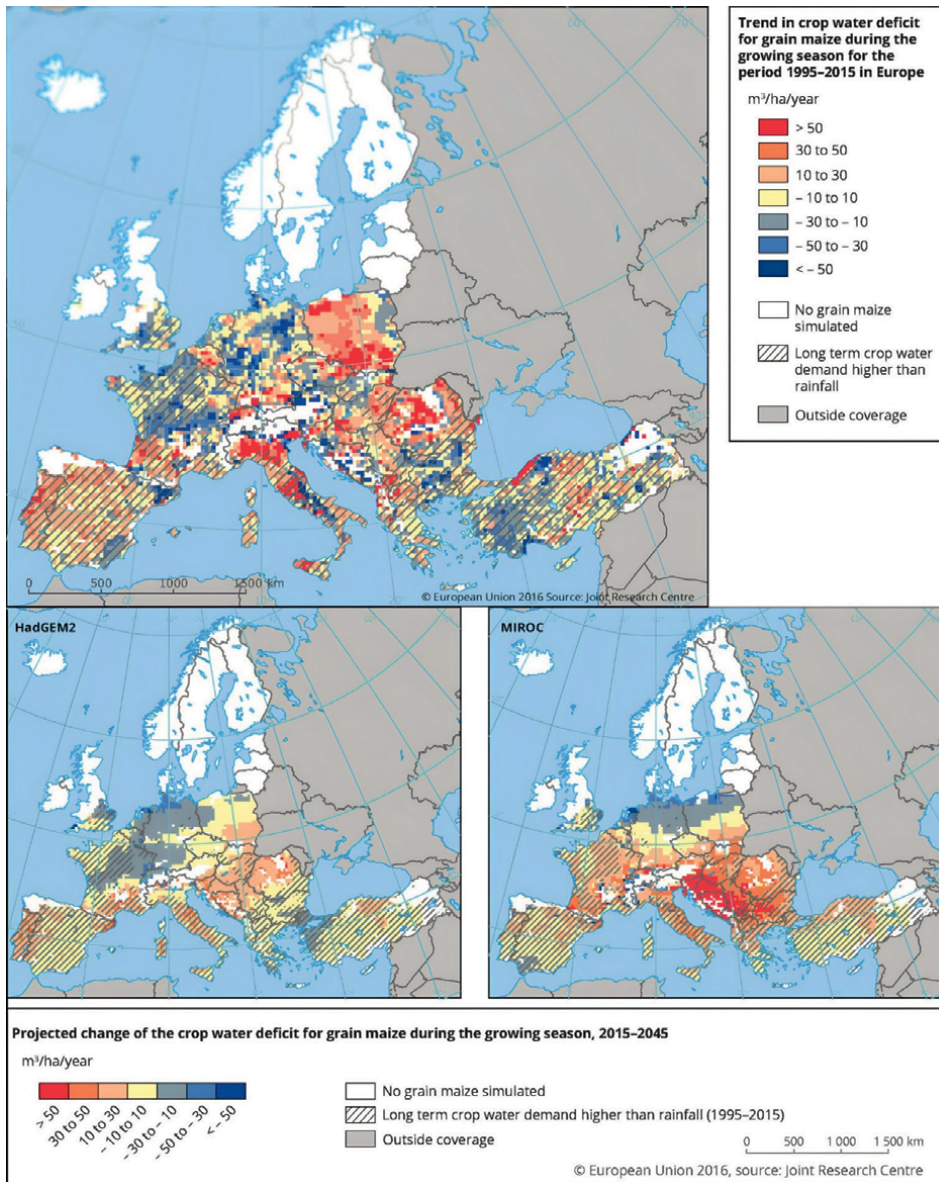 Trend in crop water deficit
for grain maize during the
growing season for the
period 1995–2015 in Europe
m³/ha/year
> 50
30 to 50
10 to 30
– 10 to 10
– 30 to – 10
– 50 to – 30
< – 50
No grain maize
simulated
Long term crop water
demand higher than
rainfall
Outside coverage
0 500 1000 1500 km
© European Union 2016 Source: Joint Research Centre
HadGEM2
MIROC
Projected change of the crop water deficit for grain maize during the growing season, 2015–2045
m³/ha/year
> 50
30 to 50
10 to 30
– 10 to 10
– 30 to – 10
– 50 to – 30
< – 50
No grain maize simulated
Long term crop water demand higher than rainfall (1995–2015)
Outside coverage
0 500 1000 1 500 km
© European Union 2016, source: Joint Research Centre